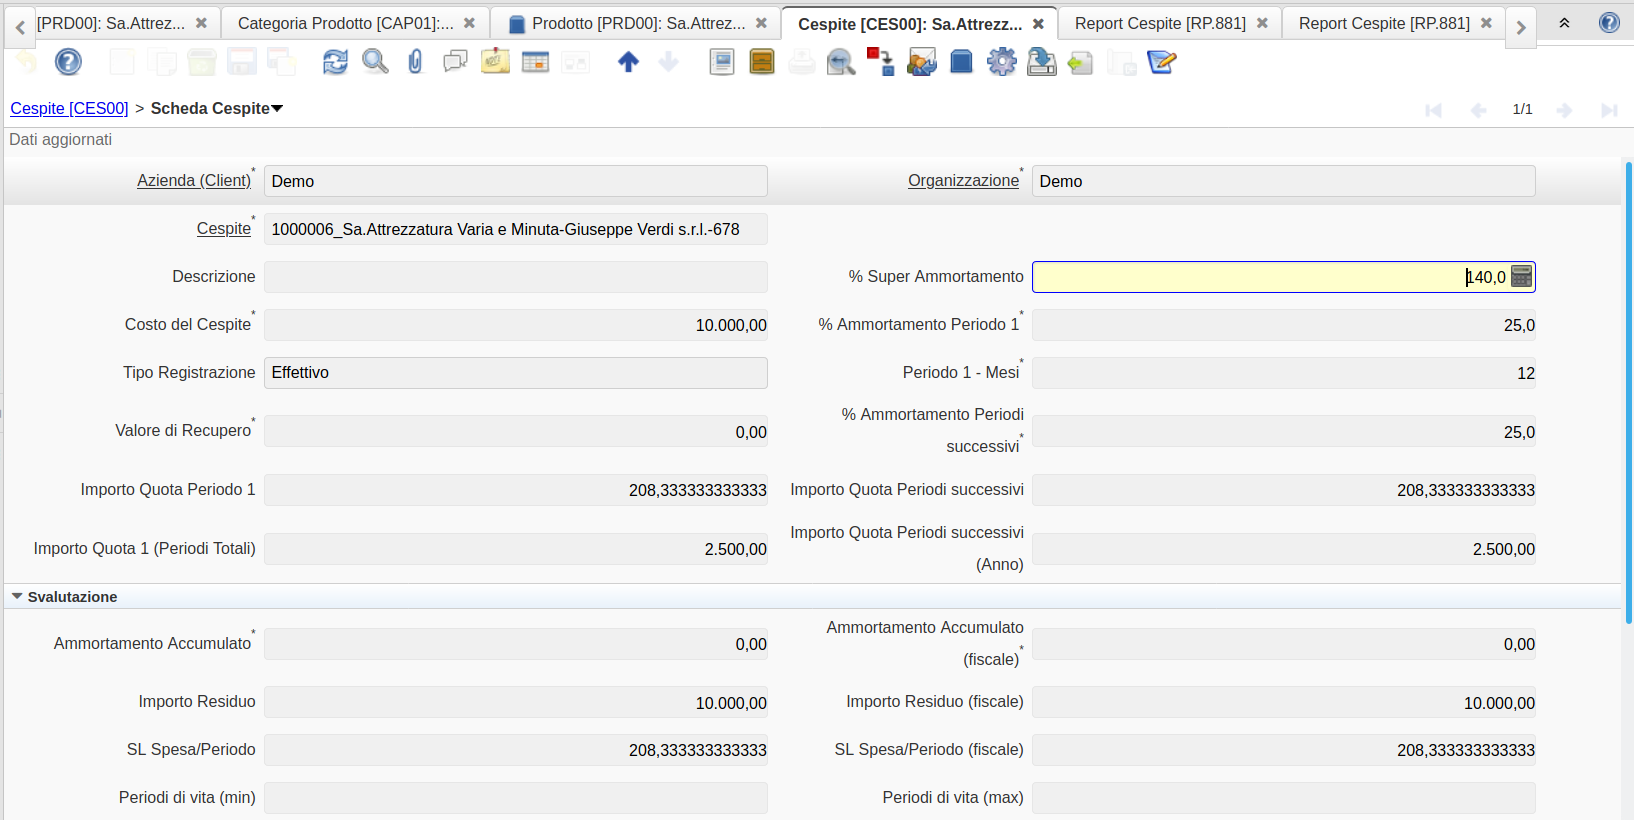 [PRD00]: Sa.Attrez... Categoria Prodotto [CAP01]:... Prodotto [PRD00]: Sa.Attrez... Cespite [CES00]: Sa.Attrezz... Report Cespite [RP.881] Report Cespite [RP.881]
Cespite [CES00] > Scheda Cespite 1/1
Dati aggiornati
Azienda (Client)* Demo Organizzazione* Demo
Cespite* 1000006_Sa.Attrezzatura Varia e Minuta-Giuseppe Verdi s.r.l.-678
Descrizione % Super Ammortamento 140,0
Costo del Cespite* 10.000,00 % Ammortamento Periodo 1* 25,0
Tipo Registrazione Effettivo Periodo 1 - Mesi* 12
Valore di Recupero* 0,00 % Ammortamento Periodi
successivi* 25,0
Importo Quota Periodo 1 208,333333333333 Importo Quota Periodi successivi 208,333333333333
Importo Quota 1 (Periodi Totali) 2.500,00 Importo Quota Periodi successivi
(Anno) 2.500,00
Svalutazione
Ammortamento Accumulato* 0,00 Ammortamento Accumulato
(fiscale)* 0,00
Importo Residuo 10.000,00 Importo Residuo (fiscale) 10.000,00
SL Spesa/Periodo 208,333333333333 SL Spesa/Periodo (fiscale) 208,333333333333
Periodi di vita (min) Periodi di vita (max)